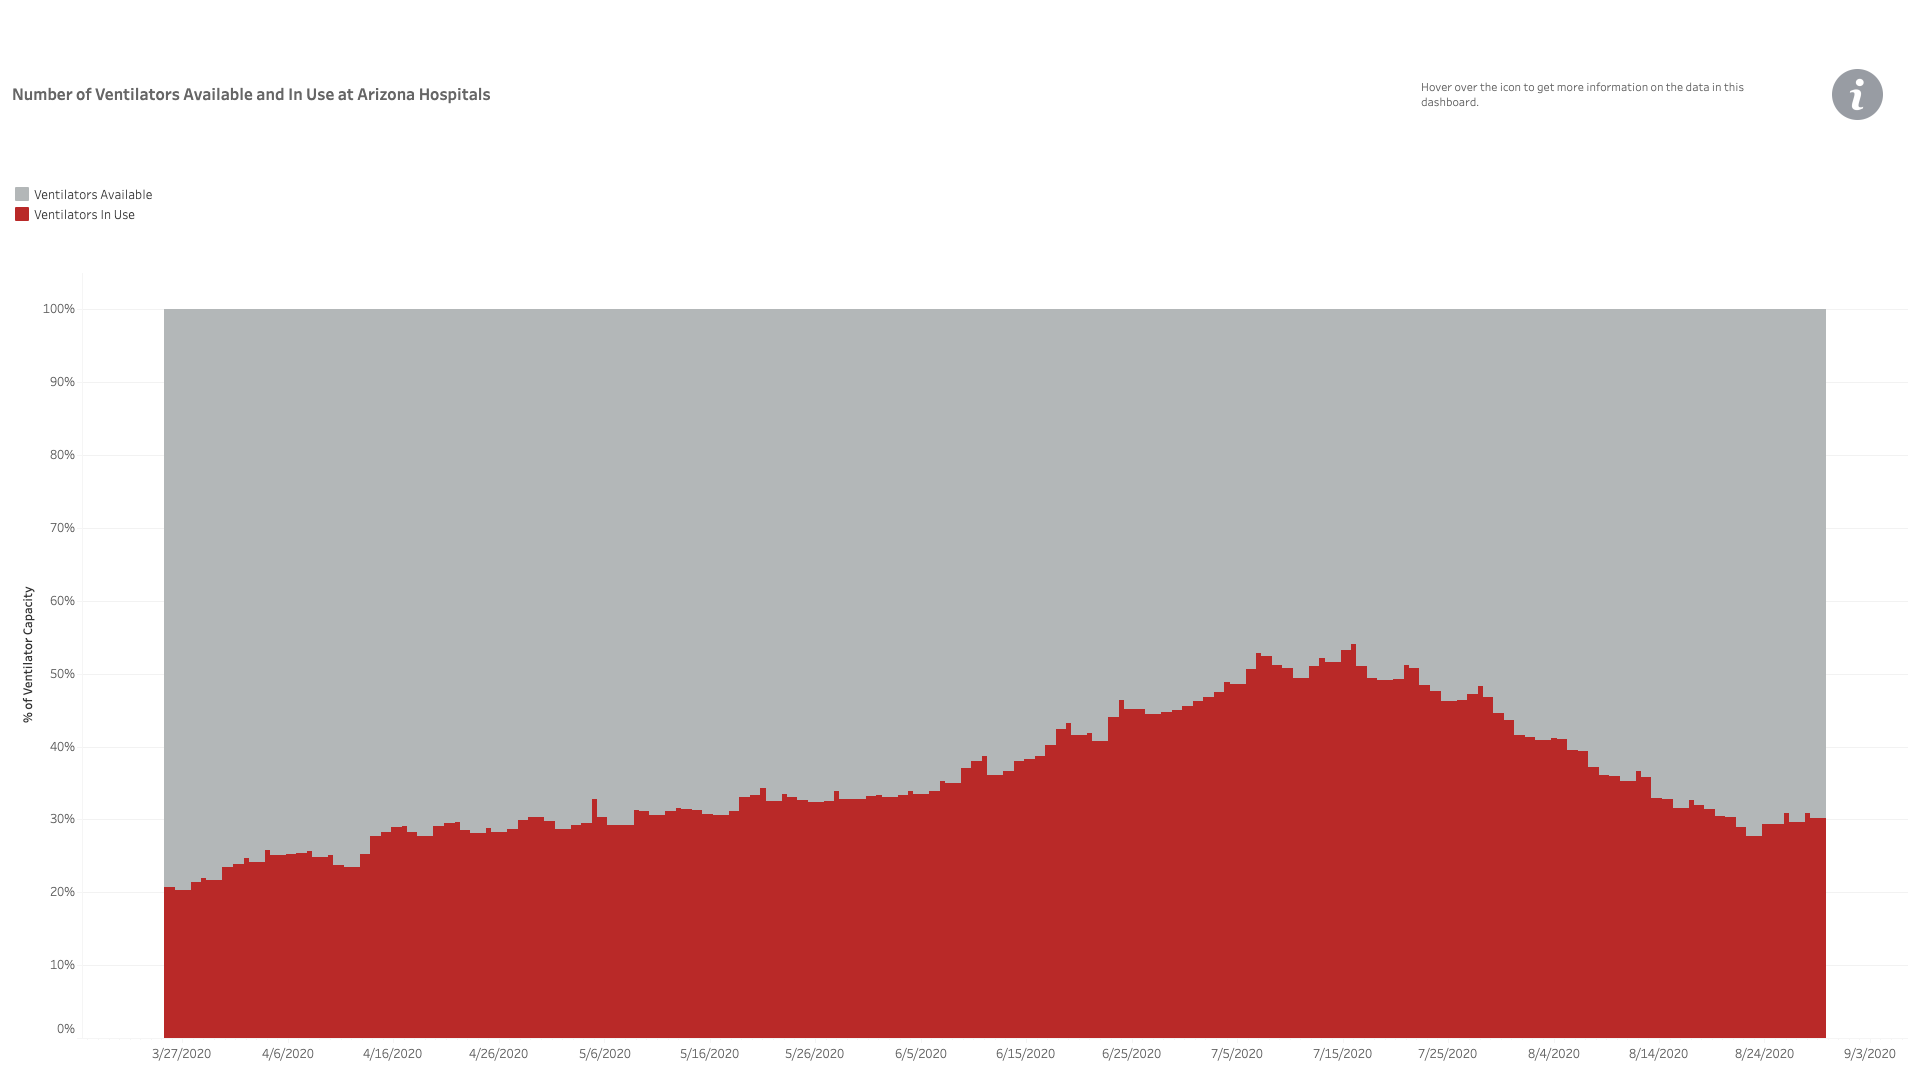 Number of Ventilators Available and In Use at Arizona Hospitals
Hover over the icon to get more information on the data in this
dashboard.
i
Ventilators Available
Ventilators In Use
% of Ventilator Capacity
100%
90%
80%
70%
60%
50%
40%
30%
20%
10%
0%
3/27/2020 4/6/2020 4/16/2020 4/26/2020 5/6/2020 5/16/2020 5/26/2020 6/5/2020 6/15/2020 6/25/2020 7/5/2020 7/15/2020 7/25/2020 8/4/2020 8/14/2020 8/24/2020 9/3/2020